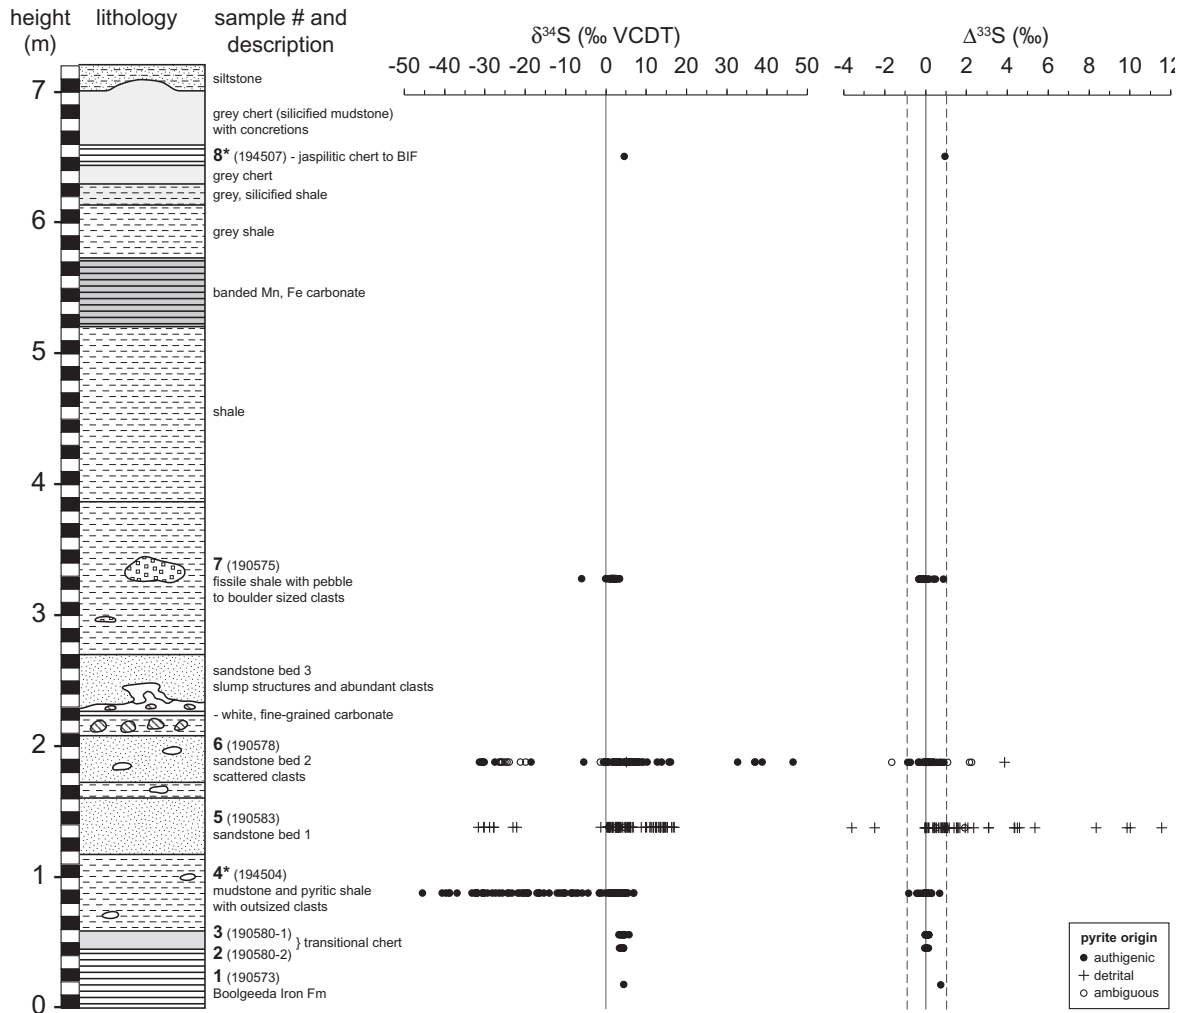 height (m)
lithology
sample # and description
δ³⁴S (‰ VCDT)
Δ³³S (‰)
-50 -40 -30 -20 -10 0 10 20 30 40 50
-4 -2 0 2 4 6 8 10
7
siltstone
grey chert (silicified mudstone)
with concretions
8* (194507) - jaspilitic chert to BIF
grey chert
grey, silicified shale
6
grey shale
banded Mn, Fe carbonate
5
shale
4
7 (190575)
fissile shale with pebble
to boulder sized clasts
3
sandstone bed 3
slump structures and abundant clasts
- white, fine-grained carbonate
2
6 (190578)
sandstone bed 2
scattered clasts
5 (190583)
sandstone bed 1
1
4* (194504)
mudstone and pyritic shale
with outsized clasts
3 (190580-1)
} transitional chert
2 (190580-2)
1 (190573)
Boolgeeda Iron Fm
0
pyrite origin
authigenic
detrital
ambiguous